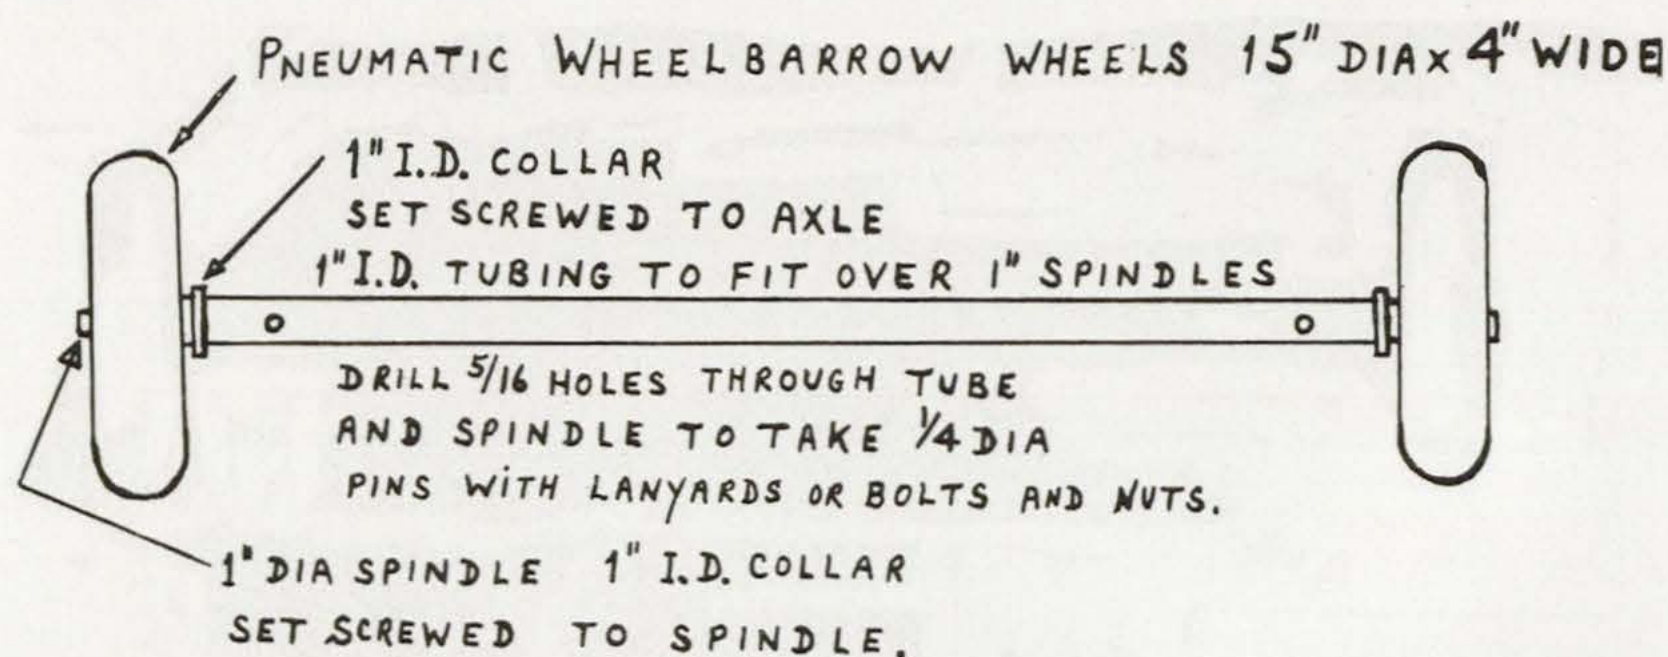 PNEUMATIC WHEELBARROW WHEELS 15" DIA x 4" WIDE
1" I.D. COLLAR
SET SCREWED TO AXLE
1" I.D. TUBING TO FIT OVER 1" SPINDLES
DRILL 5/16 HOLES THROUGH TUBE
AND SPINDLE TO TAKE 1/4 DIA
PINS WITH LANYARDS OR BOLTS AND NUTS.
1" DIA SPINDLE 1" I.D. COLLAR
SET SCREWED TO SPINDLE.